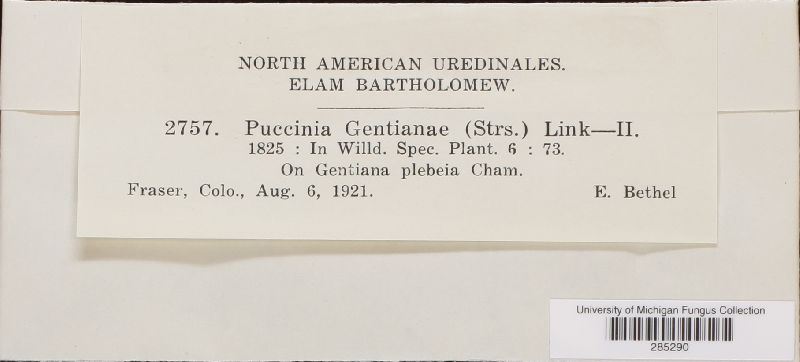 NORTH AMERICAN UREDINALES.
ELAM BARTHOLOMEW.
2757. Puccinia Gentianae (Strs.) Link—II.
1825 : In Willd. Spec. Plant. 6 : 73.
On Gentiana plebeia Cham.
Fraser, Colo., Aug. 6, 1921. E. Bethel
University of Michigan Fungus Collection
285290